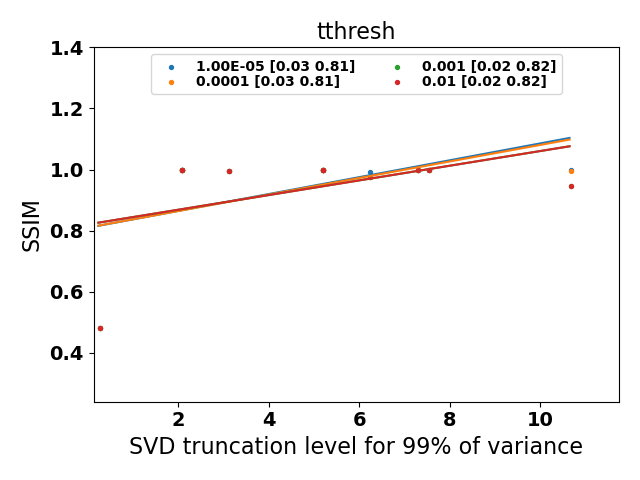 tthresh
1.00E-05 [0.03 0.81]
0.0001 [0.03 0.81]
0.001 [0.02 0.82]
0.01 [0.02 0.82]
1.4
1.2
1.0
0.8
0.6
0.4
SSIM
2 4 6 8 10
SVD truncation level for 99% of variance